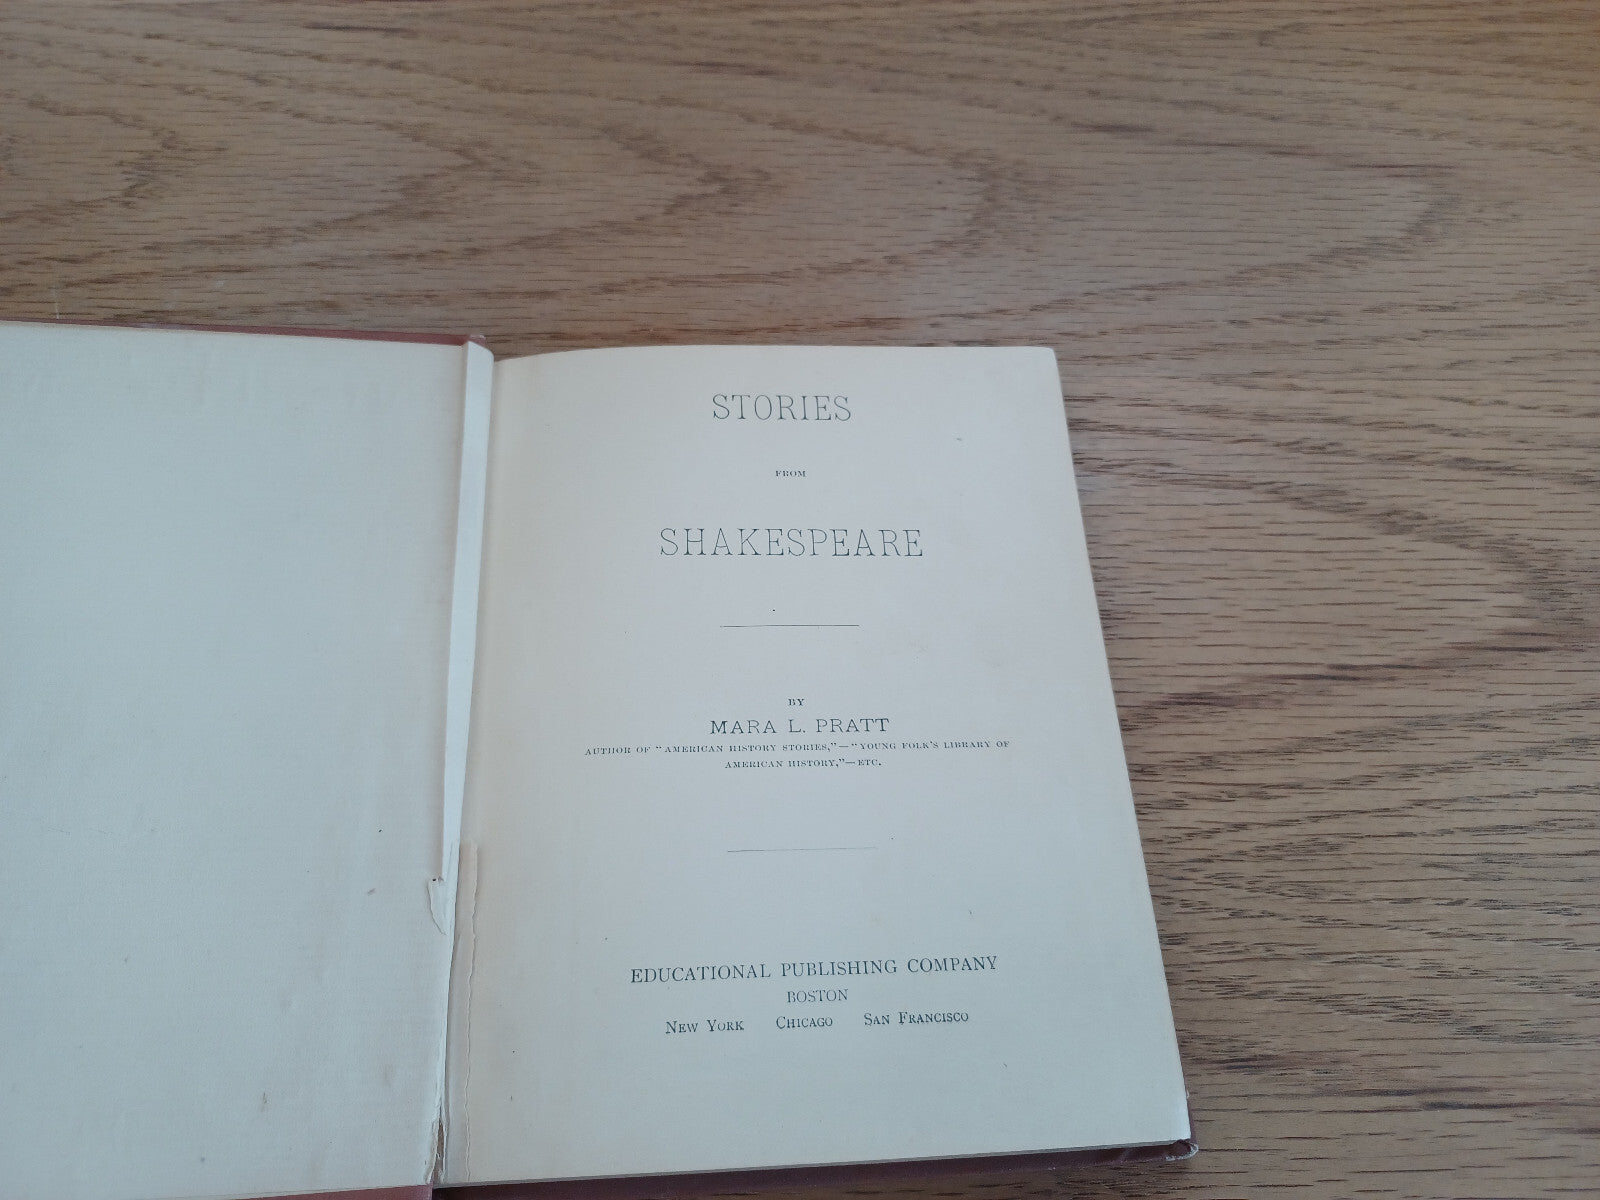 STORIES
FROM
SHAKESPEARE
BY
MARA L. PRATT
AUTHOR OF "AMERICAN HISTORY STORIES,"—"YOUNG FOLK'S LIBRARY OF
AMERICAN HISTORY,"—ETC.
EDUCATIONAL PUBLISHING COMPANY
BOSTON
NEW YORK CHICAGO SAN FRANCISCO